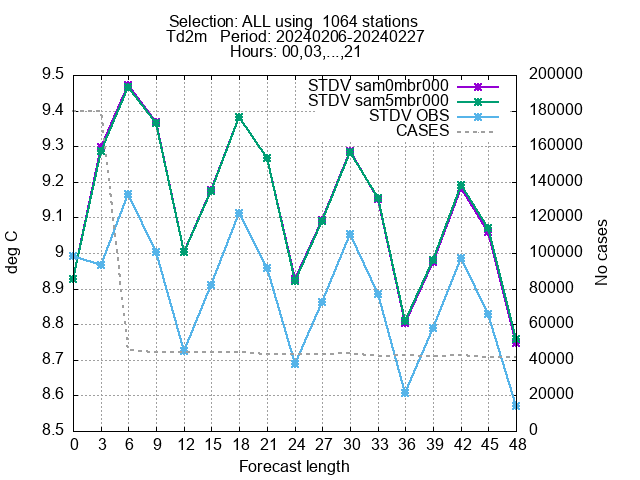 Selection: ALL using  1064 stations
Td2m   Period: 20240206-20240227
Hours: 00,03,...,21
STDV sam0mbr000
STDV sam5mbr000
STDV OBS
CASES
deg C
9.5
9.4
9.3
9.2
9.1
9
8.9
8.8
8.7
8.6
8.5
200000
180000
160000
140000
120000
100000
80000
60000
40000
20000
0
No cases
0 3 6 9 12 15 18 21 24 27 30 33 36 39 42 45 48
Forecast length